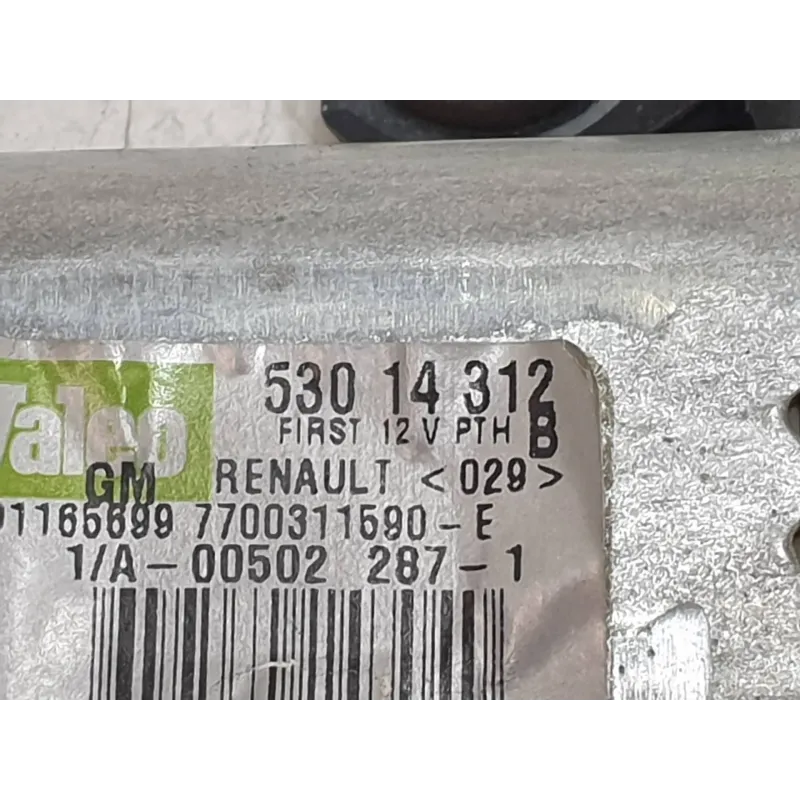 Valeo
530 14 312
FIRST 12 V PTH B
GM RENAULT <029>
91165699 7700311590-E
1/A-00502 287-1